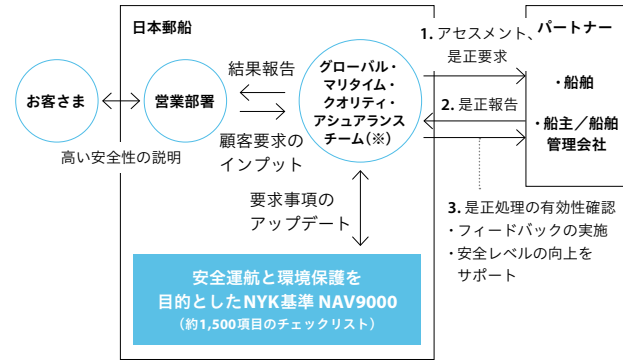 日本郵船
お客さま
高い安全性の説明
営業部署
結果報告
顧客要求の
インプット
グローバル・
マリタイム・
クオリティ・
アシュアランス
チーム(※)
要求事項の
アップデート
安全運航と環境保護を
目的としたNYK基準 NAV9000
(約1,500項目のチェックリスト)
1. アセスメント、
是正要求
2. 是正報告
パートナー
・船舶
・船主/船舶
管理会社
3. 是正処理の有効性確認
・フィードバックの実施
・安全レベルの向上を
サポート